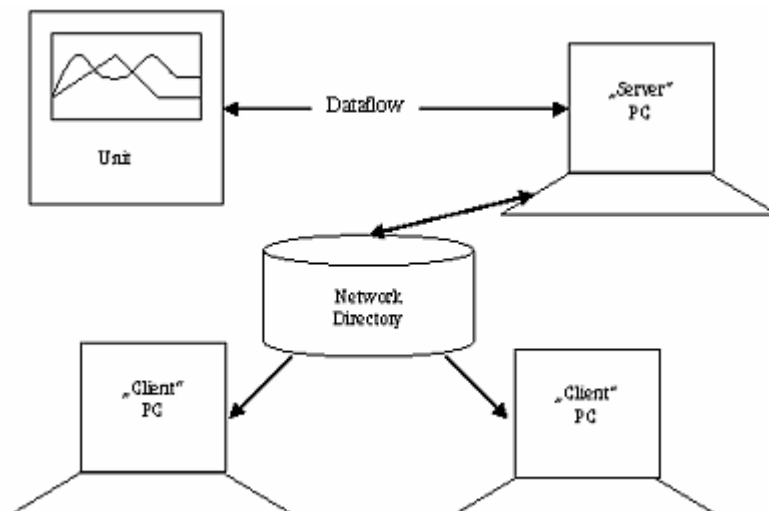 Unit
Dataflow
„Server“
PC
Network
Directory
„Client“
PC
„Client“
PC